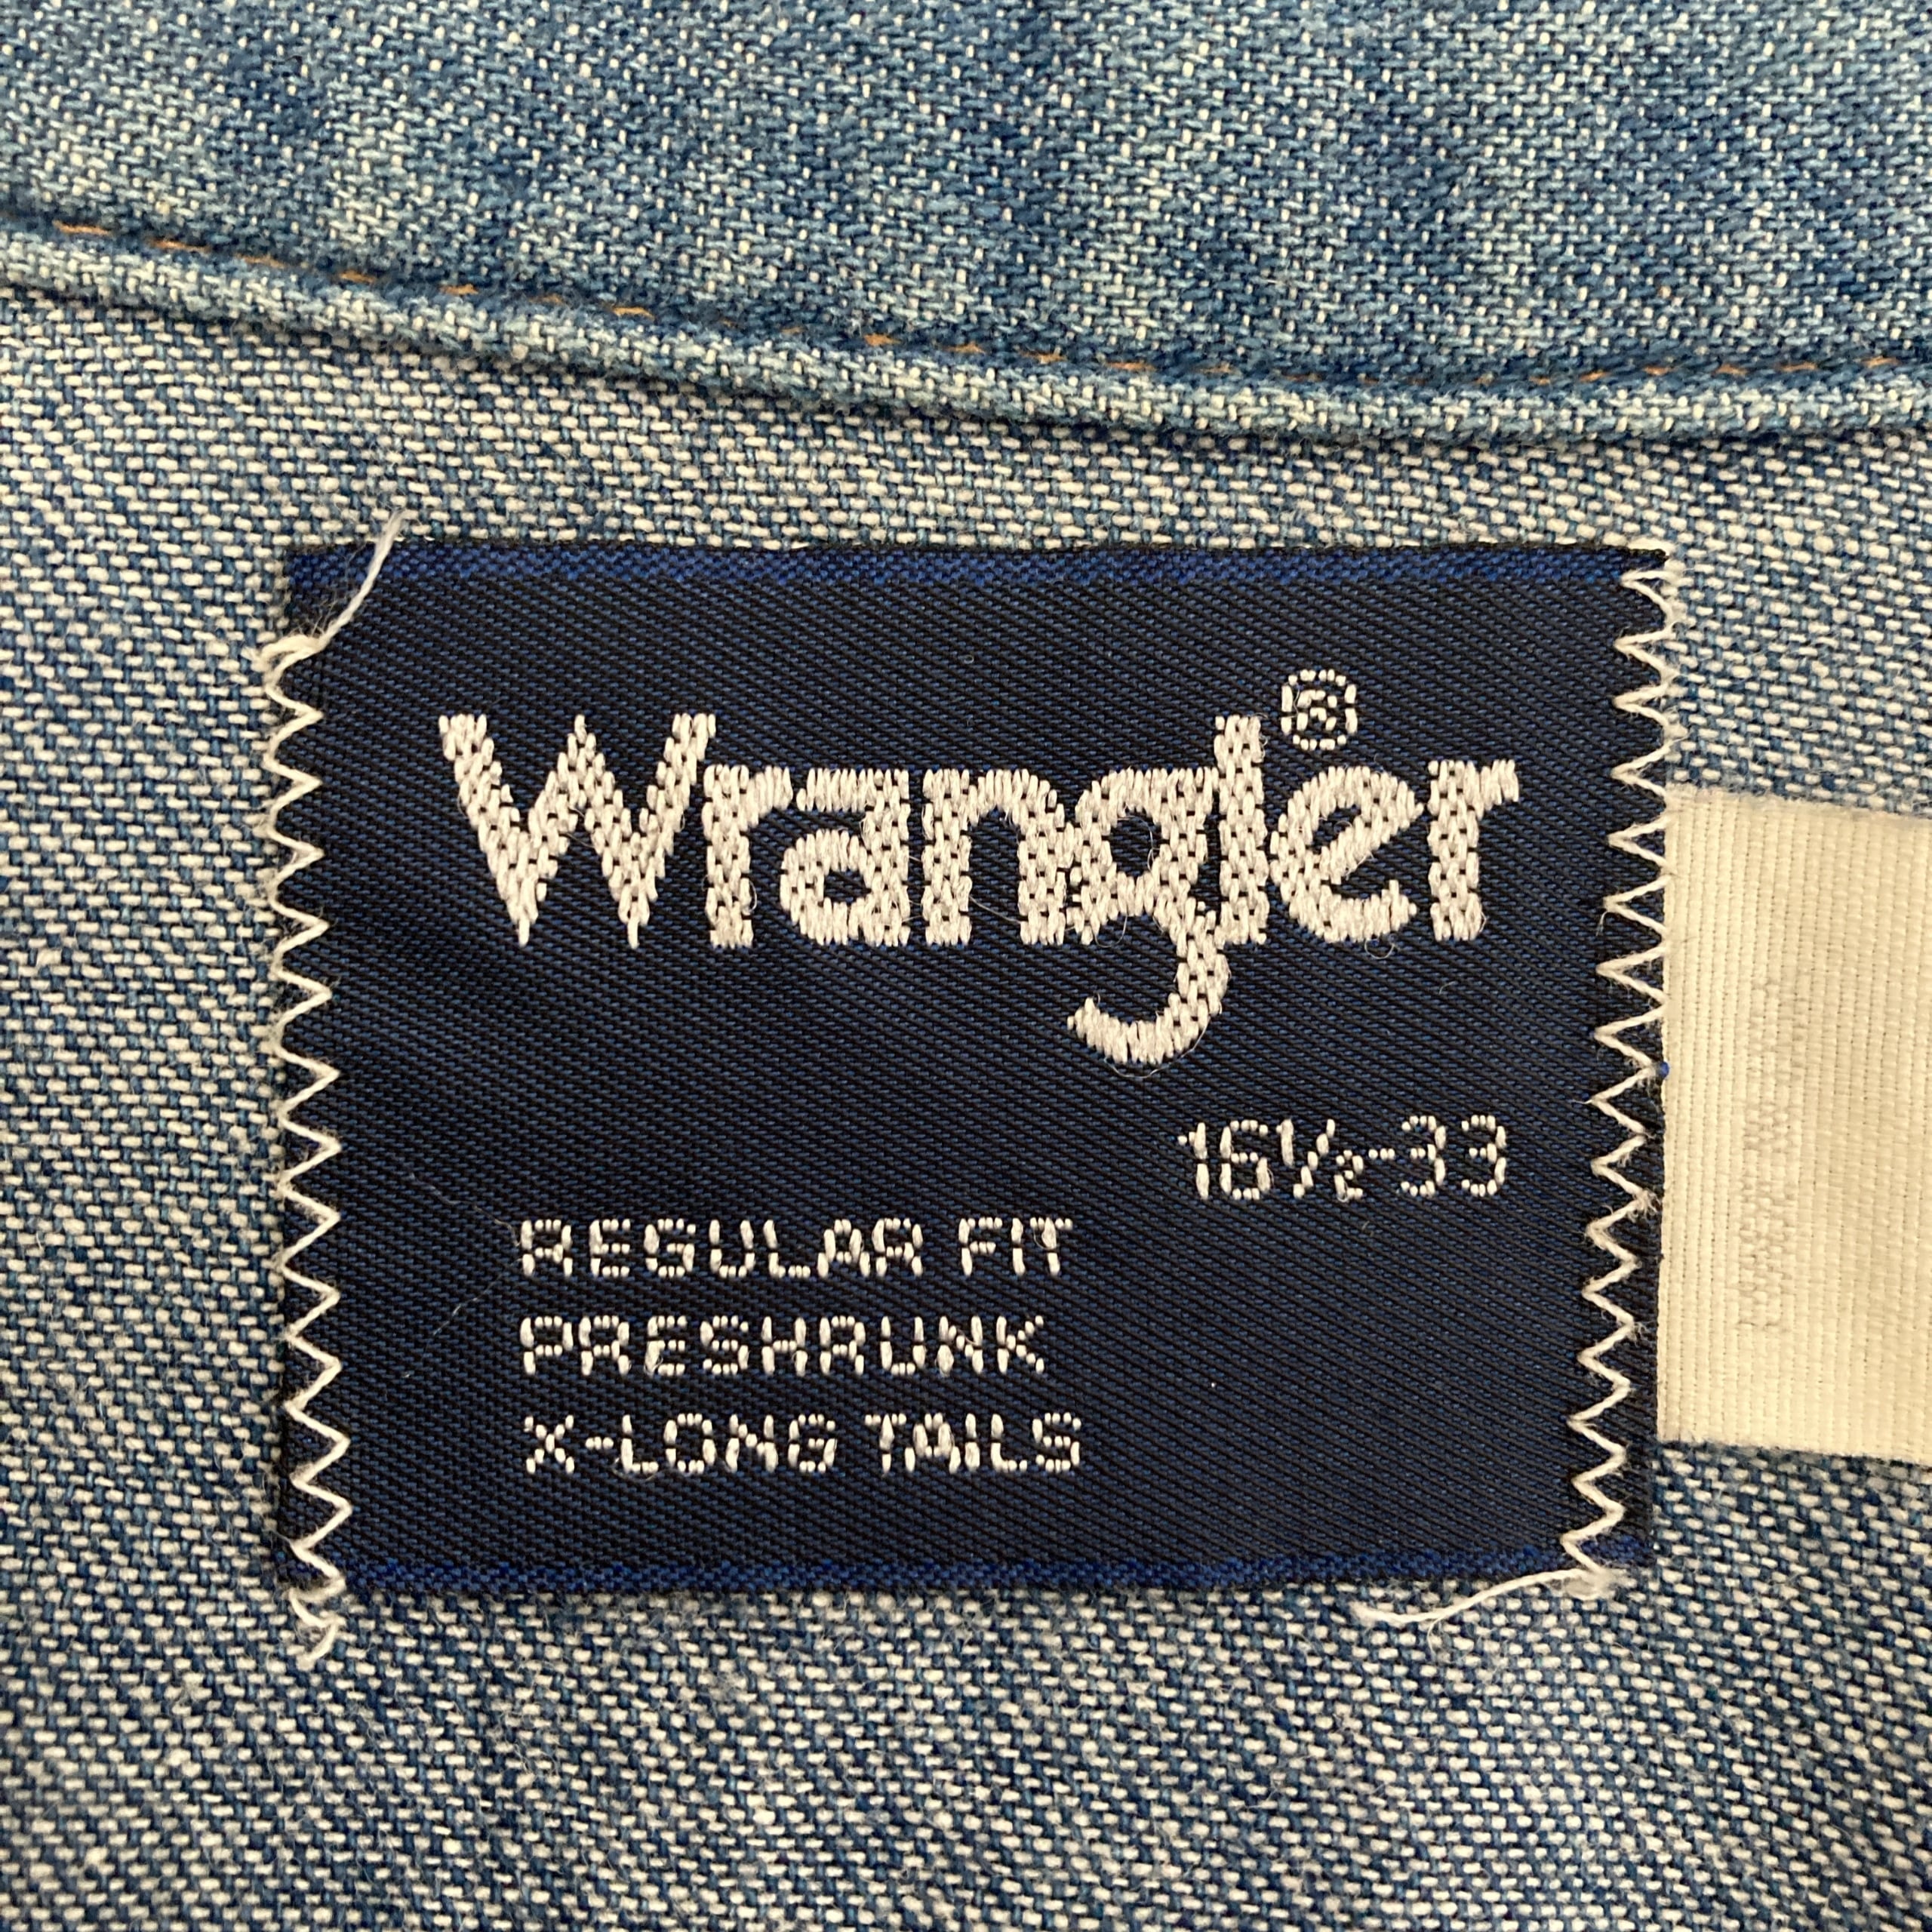 Wrangler®
16½-33
REGULAR FIT
PRESHRUNK
X-LONG TAILS